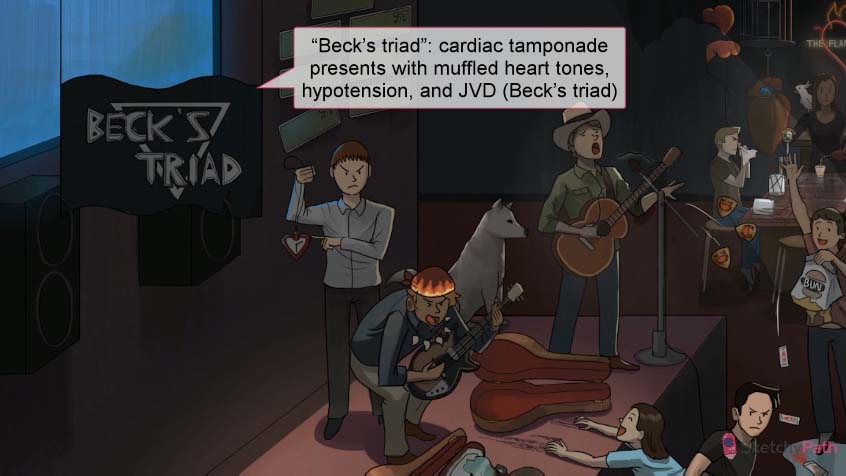 “Beck’s triad”: cardiac tamponade
presents with muffled heart tones,
hypotension, and JVD (Beck’s triad)
BECK'S
TRIAD
THE FLA
BUN
SketchyPath